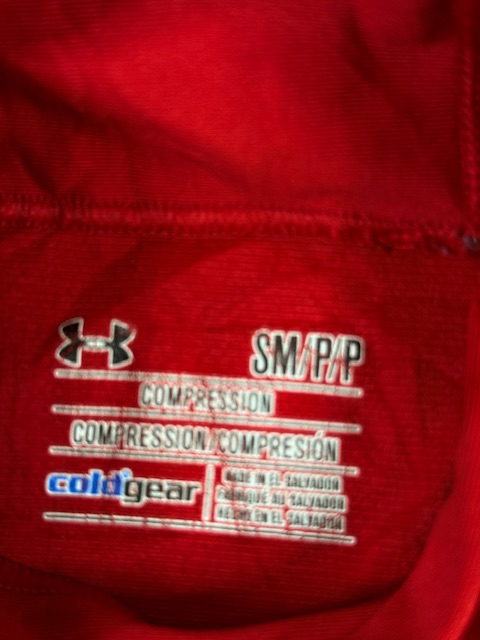 SM/P/P
COMPRESSION
COMPRESSION/COMPRESIÓN
coldgear
MADE IN EL SALVADOR
FABRIQUÉ AU SALVADOR
HECHO EN EL SALVADOR